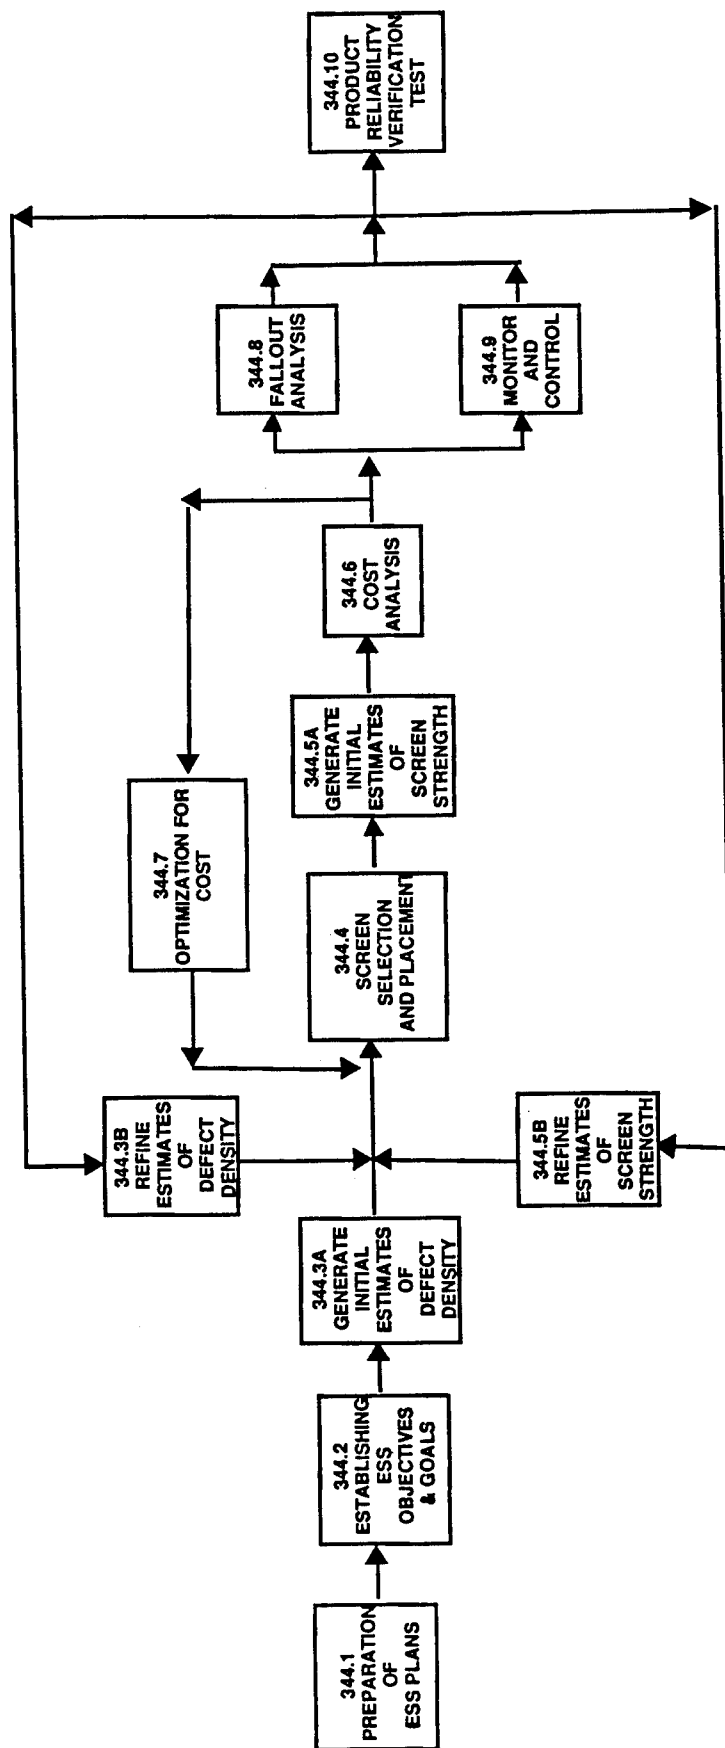 344.1
PREPARATION
OF
ESS PLANS
344.2
ESTABLISHING
ESS
OBJECTIVES
& GOALS
344.3A
GENERATE
INITIAL
ESTIMATES
OF
DEFECT
DENSITY
344.3B
REFINE
ESTIMATES
OF
DEFECT
DENSITY
344.5B
REFINE
ESTIMATES
OF
SCREEN
STRENGTH
344.4
SCREEN
SELECTION
AND PLACEMENT
344.7
OPTIMIZATION FOR
COST
344.5A
GENERATE
INITIAL
ESTIMATES
OF
SCREEN
STRENGTH
344.6
COST
ANALYSIS
344.8
FALLOUT
ANALYSIS
344.9
MONITOR
AND
CONTROL
344.10
PRODUCT
RELIABILITY
VERIFICATION
TEST